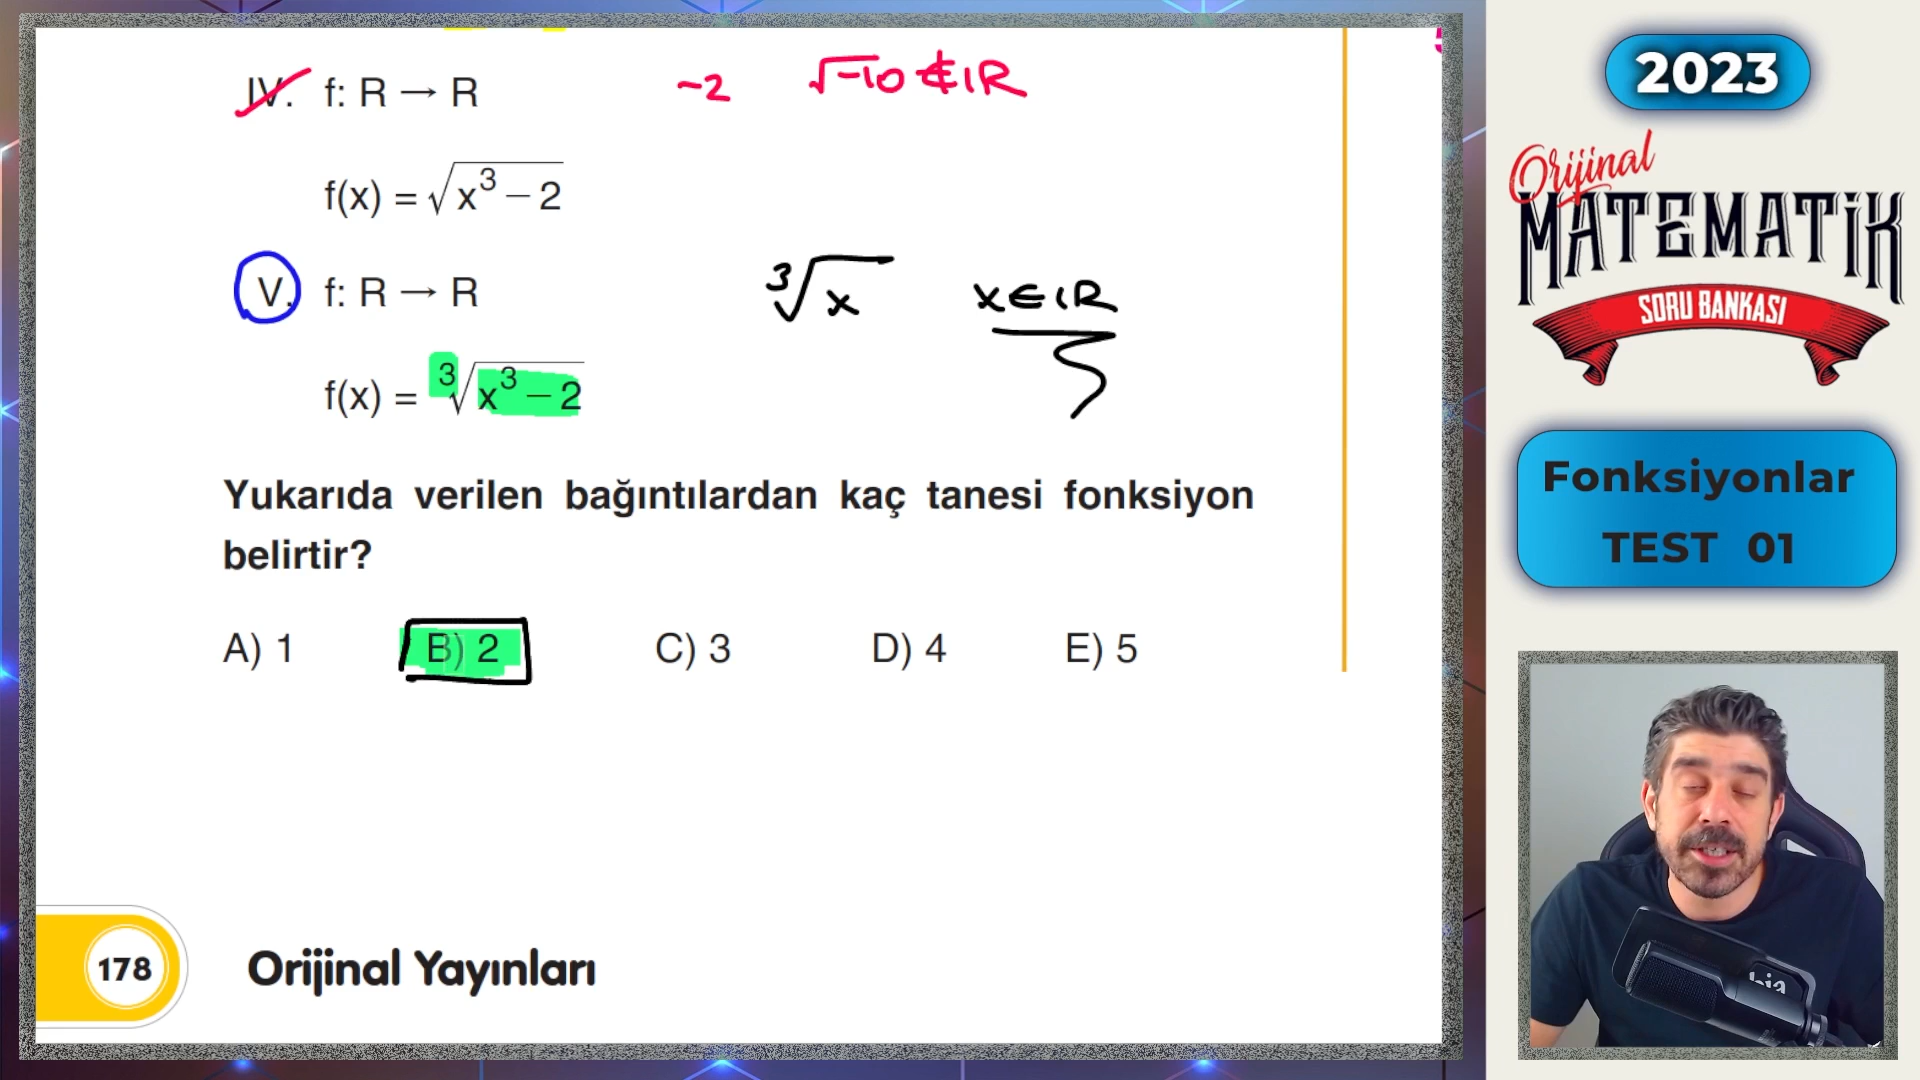 IV. f: R → R
-2 √-10 ∉ IR
f(x) = √x³ – 2
V. f: R → R
³√x x ∈ IR
f(x) = ³√x³ – 2
Yukarıda verilen bağıntılardan kaç tanesi fonksiyon
belirtir?
A) 1 B) 2 C) 3 D) 4 E) 5
178 Orijinal Yayınları
2023
Orijinal
MATEMATİK
SORU BANKASI
Fonksiyonlar
TEST 01
bia